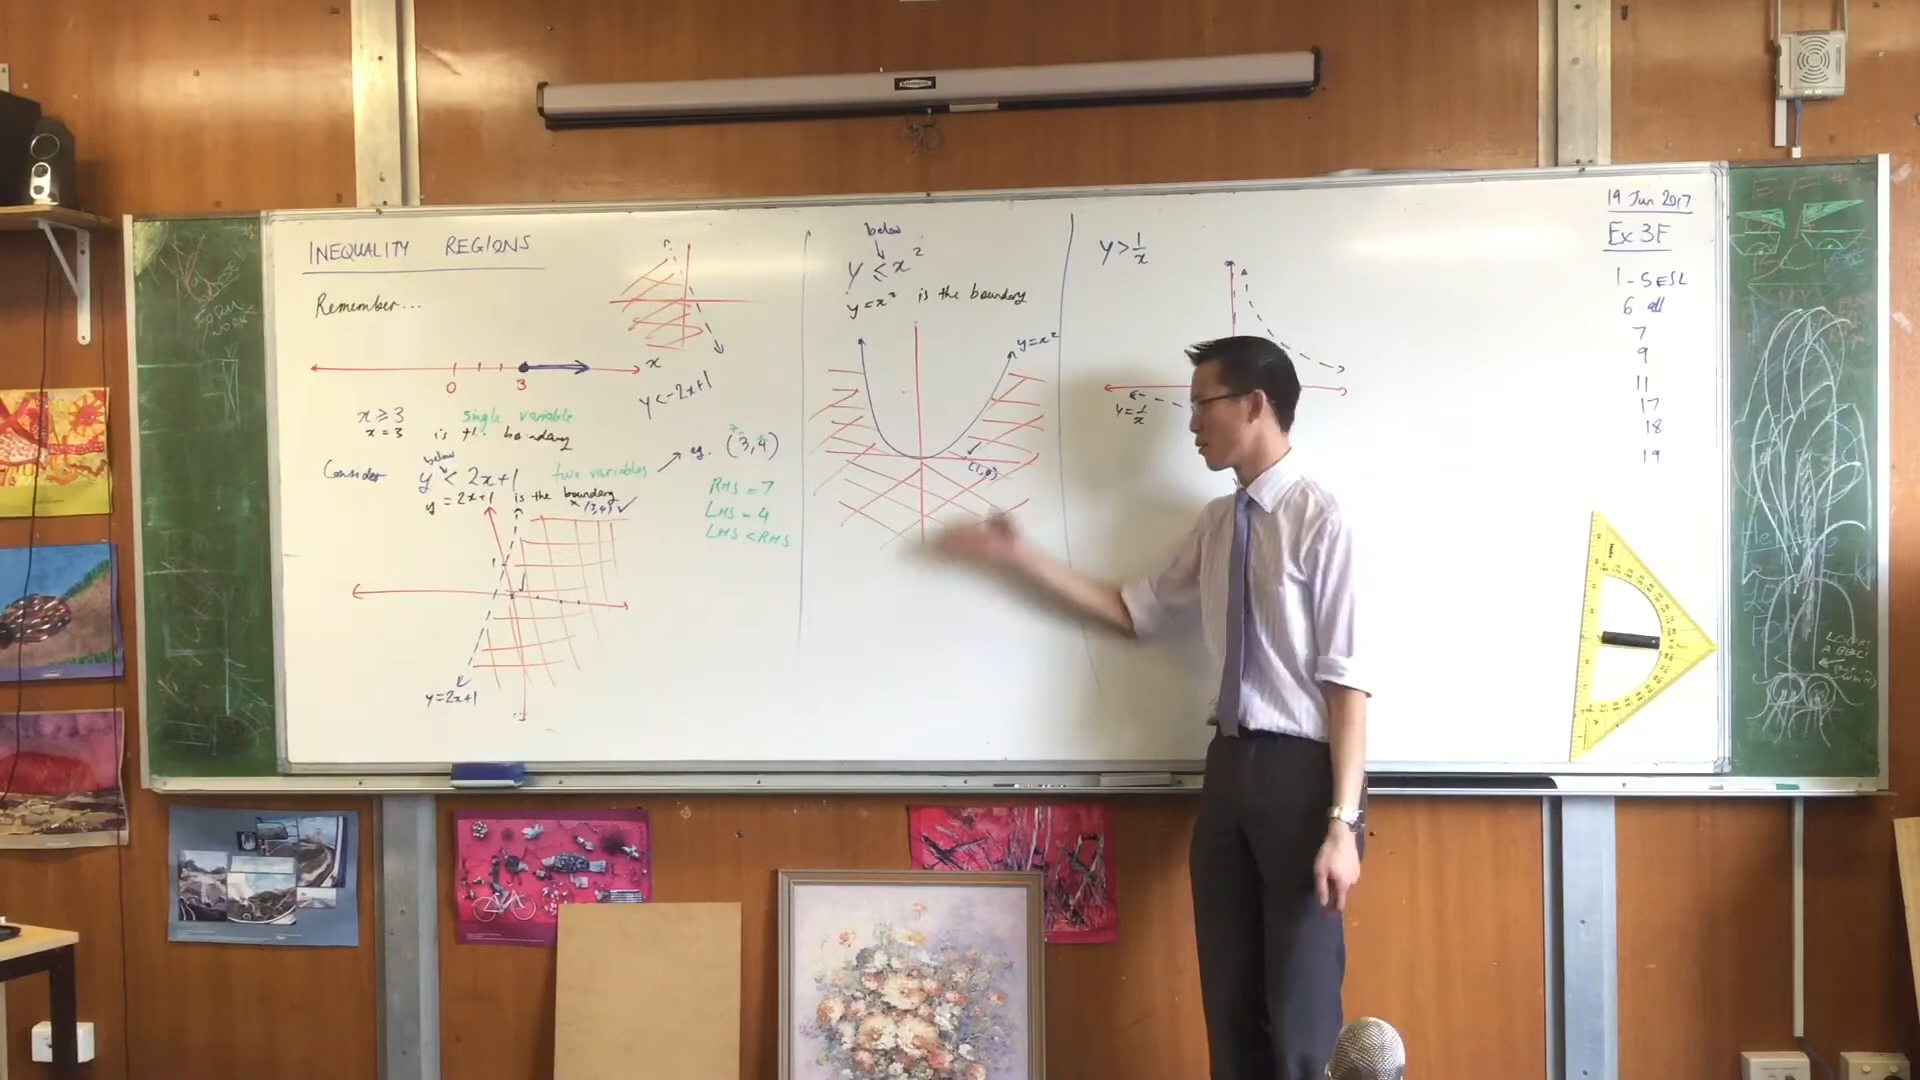 INEQUALITY REGIONS
Remember...
0 3 x
x ≥ 3 single variable
x = 3 is the boundary
Consider
below
y < 2x+1 two variables
y = 2x+1 is the boundary
(3,4) ✓
y=2x+1
y<-2x+1
eg. (3,4)
RHS = 7
LHS = 4
LHS < RHS
below
y ≤ x²
y = x² is the boundary
y=x²
(1,0)
y > 1/x
y = 1/x
19 Jun 2017
Ex 3F
1-5 ESL
6 all
7
9
11
17
18
19
LOOK!